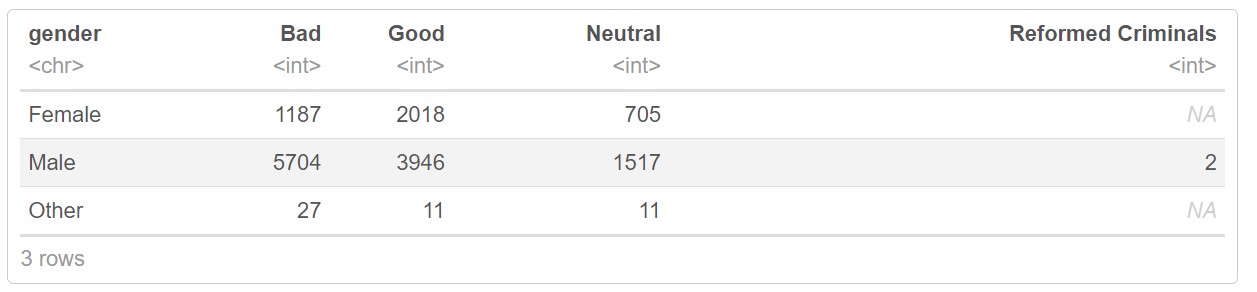 gender Bad Good Neutral Reformed Criminals
<chr> <int> <int> <int> <int>
Female 1187 2018 705 NA
Male 5704 3946 1517 2
Other 27 11 11 NA
3 rows